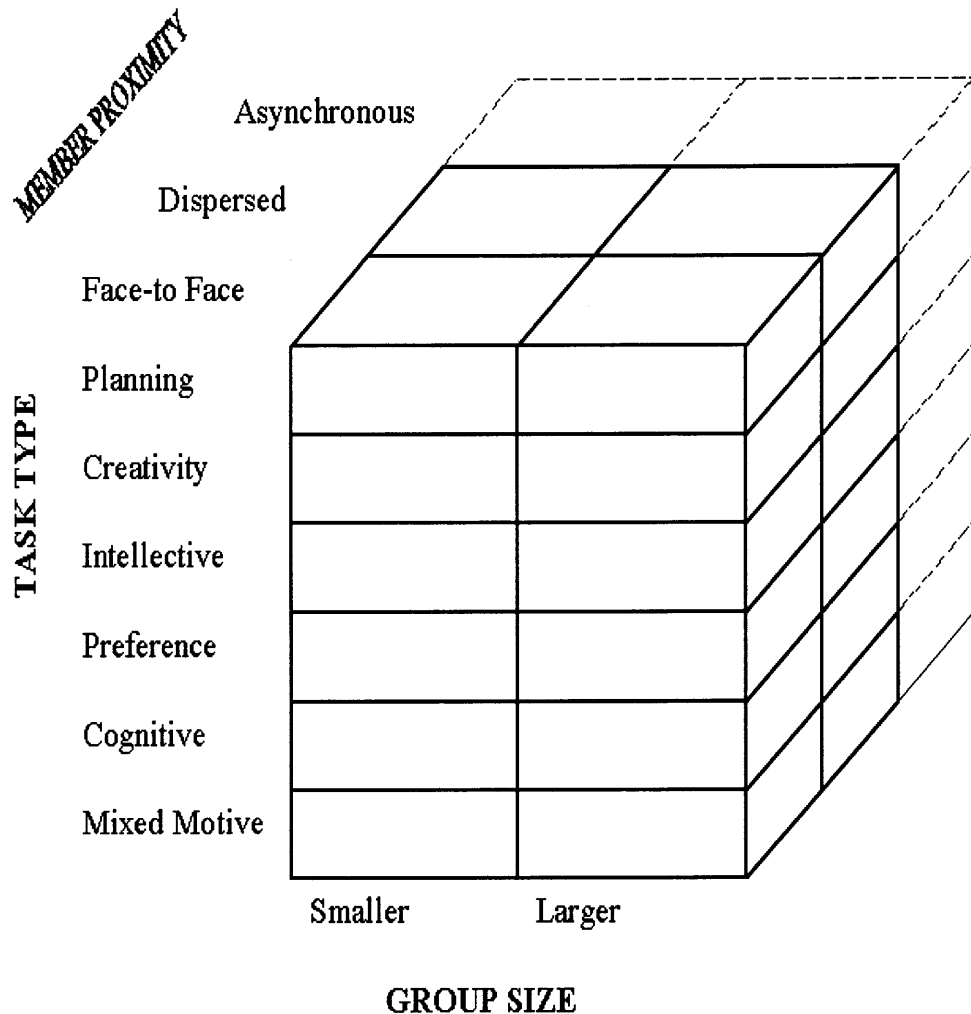 MEMBER PROXIMITY
Asynchronous
Dispersed
Face-to Face
TASK TYPE
Planning
Creativity
Intellective
Preference
Cognitive
Mixed Motive
Smaller Larger
GROUP SIZE